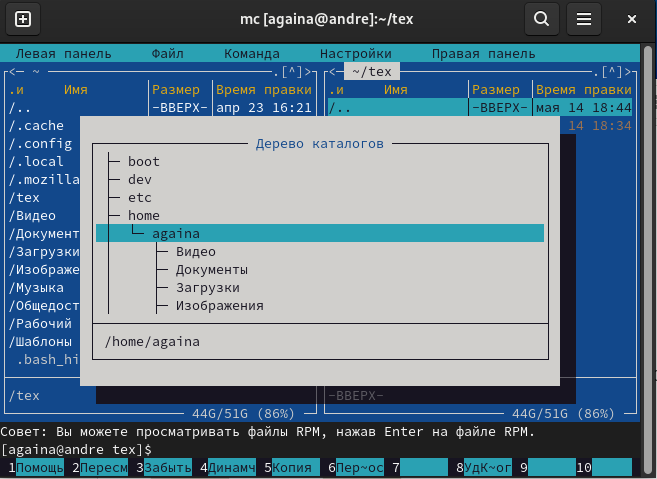 mc [againa@andre]:~/tex
Левая панель Файл Команда Настройки Правая панель
<─ ~ ─.[^]> <─ ~/tex ─.[^]>
.и Имя Размер Время правки .и Имя Размер Время правки
/.. -ВВЕРХ- апр 23 16:21 /.. -ВВЕРХ- мая 14 18:44
/.cache 14 18:34
/.config
/.local
/.mozilla
/tex
/Видео
/Документ
/Загрузки
/Изображе
/Музыка
/Общедост
/Рабочий
/Шаблоны
.bash_hi
Дерево каталогов
boot
dev
etc
home
againa
Видео
Документы
Загрузки
Изображения
/home/againa
/tex -ВВЕРХ-
44G/51G (86%) 44G/51G (86%)
Совет: Вы можете просматривать файлы RPM, нажав Enter на файле RPM.
[againa@andre tex]$
1Помощь 2Пересм 3Забыть 4Динамч 5Копия 6Пер~ос 7 8УдК~ог 9 10